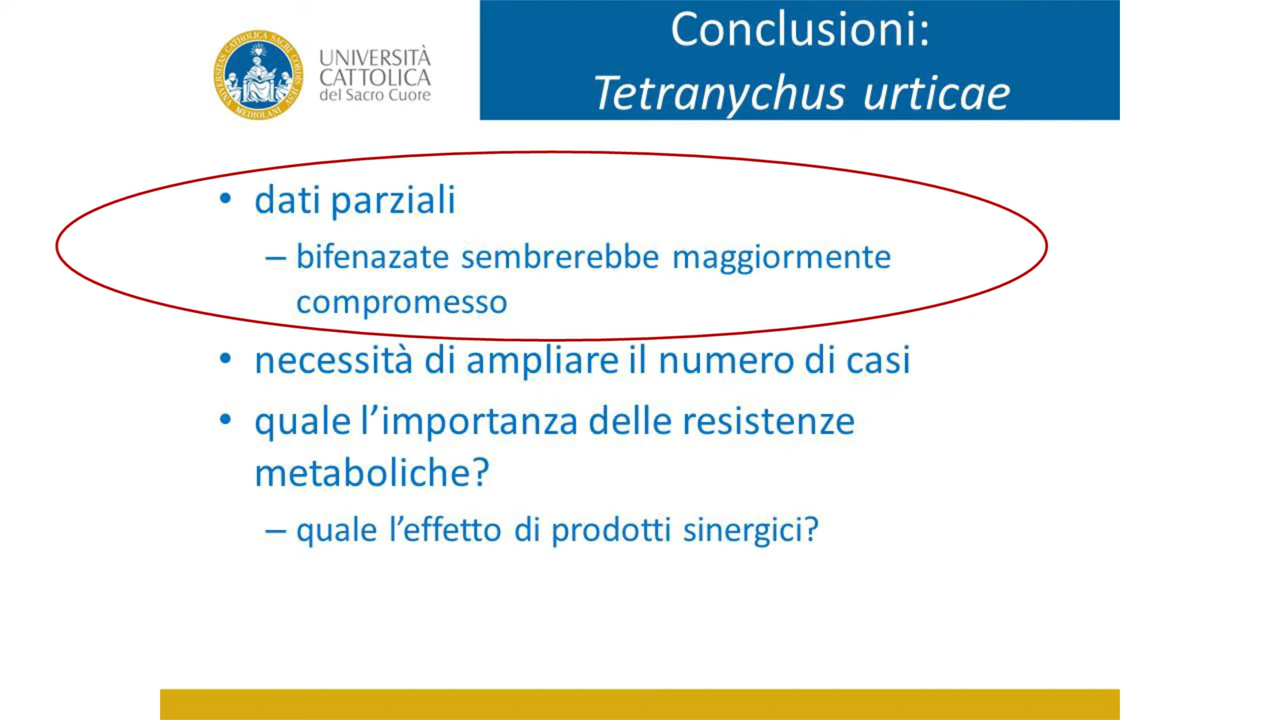 UNIVERSITÀ
CATTOLICA
del Sacro Cuore
Conclusioni:
Tetranychus urticae
• dati parziali
– bifenazate sembrerebbe maggiormente
compromesso
• necessità di ampliare il numero di casi
• quale l’importanza delle resistenze
metaboliche?
– quale l’effetto di prodotti sinergici?